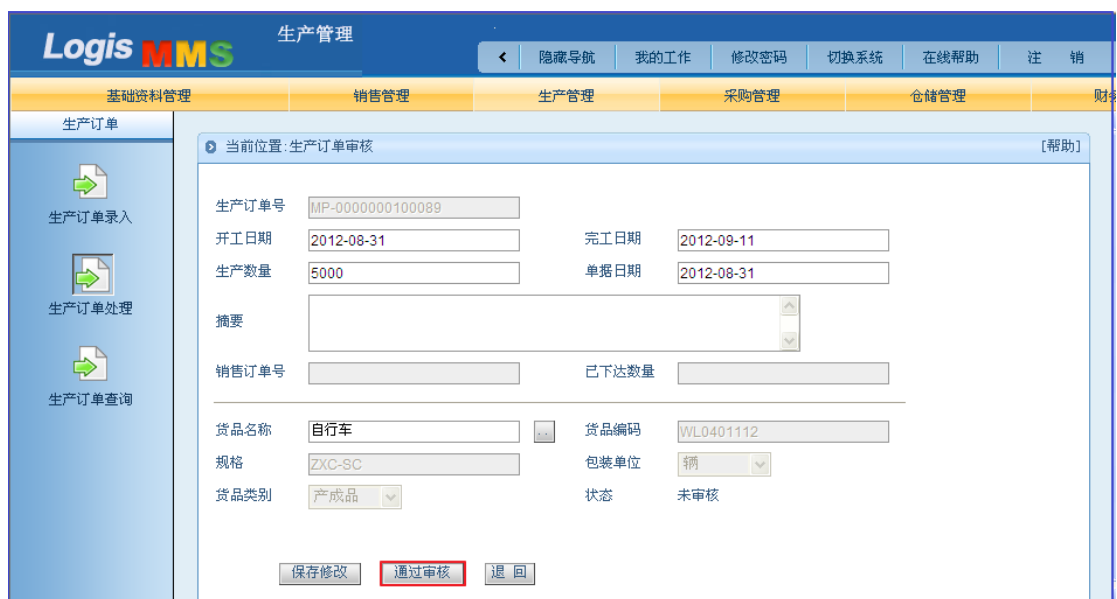 Logis MMS
生产管理
隐藏导航 我的工作 修改密码 切换系统 在线帮助 注 销
基础资料管理 销售管理 生产管理 采购管理 仓储管理
生产订单
当前位置:生产订单审核 [帮助]
生产订单录入
生产订单处理
生产订单查询
生产订单号 MP-0000000100089
开工日期 2012-08-31 完工日期 2012-09-11
生产数量 5000 单据日期 2012-08-31
摘要
销售订单号 已下达数量
货品名称 自行车 .. 货品编码 WL0401112
规格 ZXC-SC 包装单位 辆
货品类别 产成品 状态 未审核
保存修改 通过审核 退 回